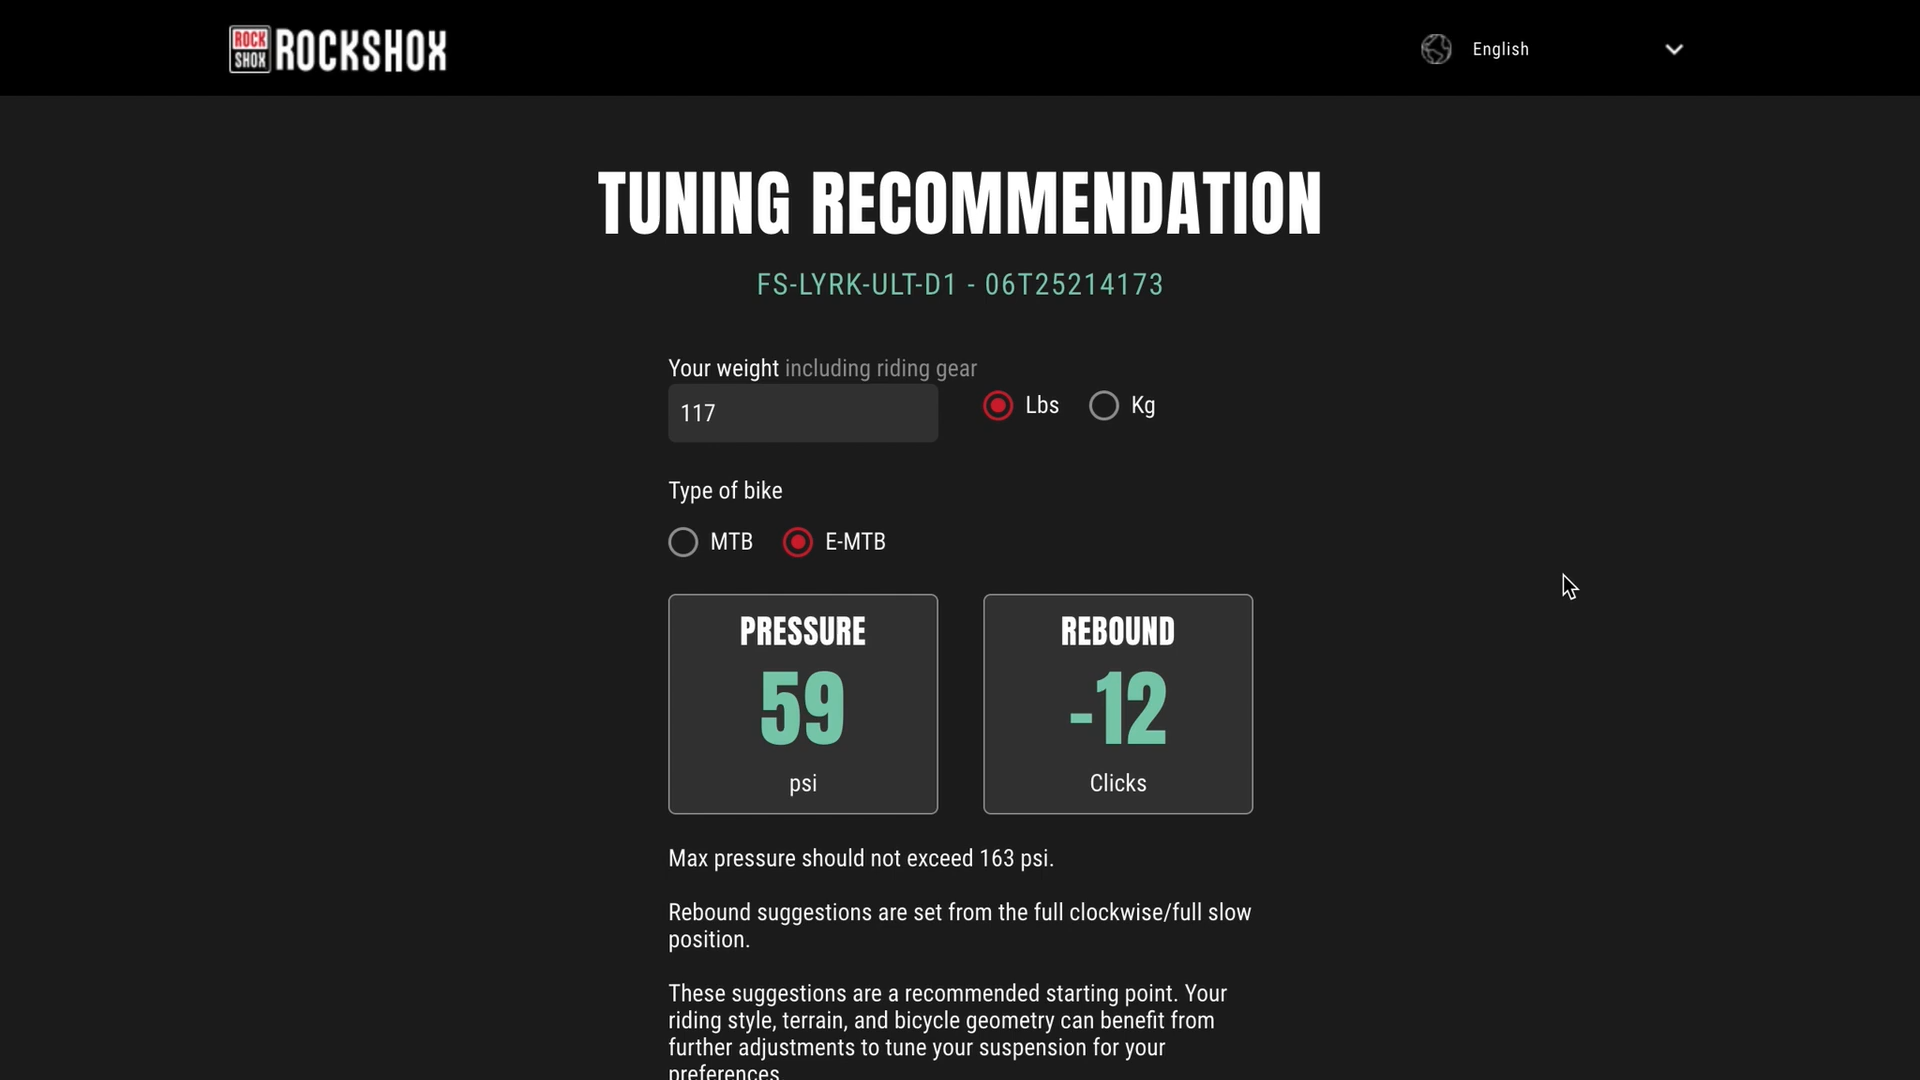 ROCK SHOX ROCKSHOX
English
TUNING RECOMMENDATION
FS-LYRK-ULT-D1 - 06T25214173
Your weight including riding gear
117
Lbs
Kg
Type of bike
MTB
E-MTB
PRESSURE
59
psi
REBOUND
-12
Clicks
Max pressure should not exceed 163 psi.
Rebound suggestions are set from the full clockwise/full slow
position.
These suggestions are a recommended starting point. Your
riding style, terrain, and bicycle geometry can benefit from
further adjustments to tune your suspension for your
preferences